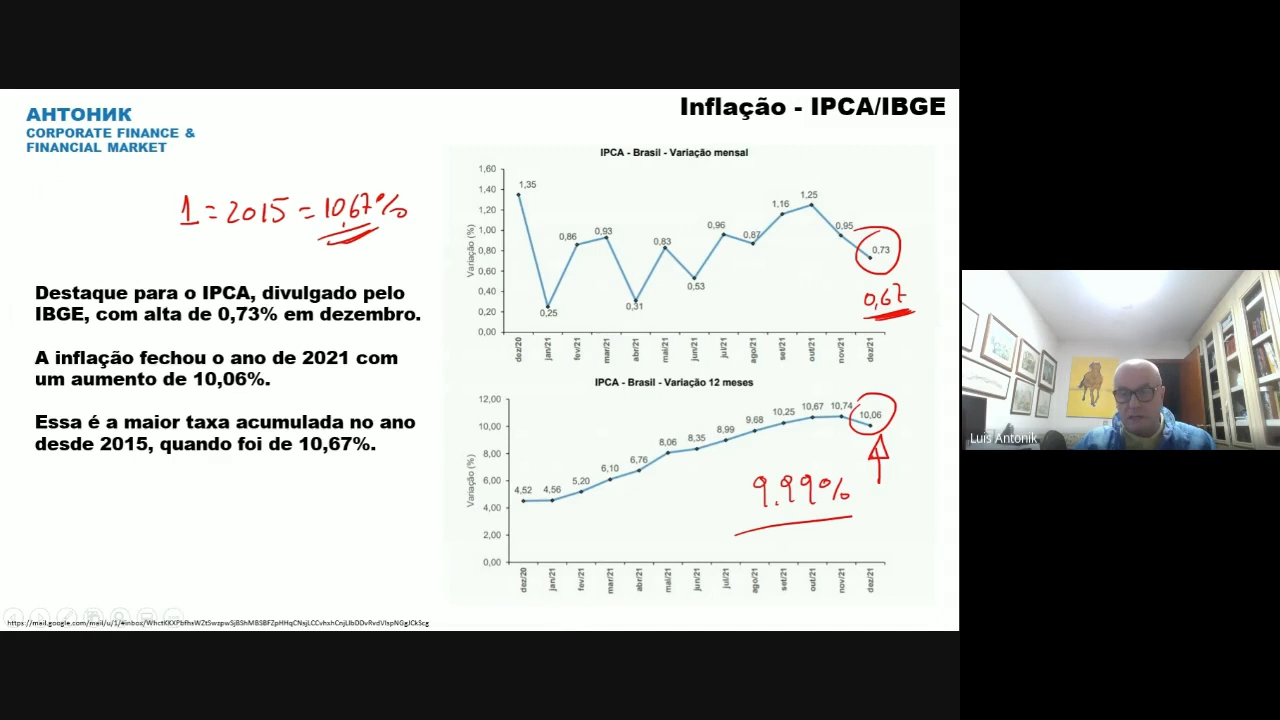 АНТОНИК
CORPORATE FINANCE &
FINANCIAL MARKET
Inflação - IPCA/IBGE
1 = 2015 = 10,67%
Destaque para o IPCA, divulgado pelo
IBGE, com alta de 0,73% em dezembro.
A inflação fechou o ano de 2021 com
um aumento de 10,06%.
Essa é a maior taxa acumulada no ano
desde 2015, quando foi de 10,67%.
IPCA - Brasil - Variação mensal
Variação (%)
1,60
1,40
1,20
1,00
0,80
0,60
0,40
0,20
0,00
1,35
0,25
0,86
0,93
0,31
0,83
0,53
0,96
0,87
1,16
1,25
0,95
0,73
0,67
dez/20
jan/21
fev/21
mar/21
abr/21
mai/21
jun/21
jul/21
ago/21
set/21
out/21
nov/21
dez/21
IPCA - Brasil - Variação 12 meses
Variação (%)
12,00
10,00
8,00
6,00
4,00
2,00
0,00
4,52
4,56
5,20
6,10
6,76
8,06
8,35
8,99
9,68
10,25
10,67
10,74
10,06
9.99%
dez/20
jan/21
fev/21
mar/21
abr/21
mai/21
jun/21
jul/21
ago/21
set/21
out/21
nov/21
dez/21
Luis Antonik